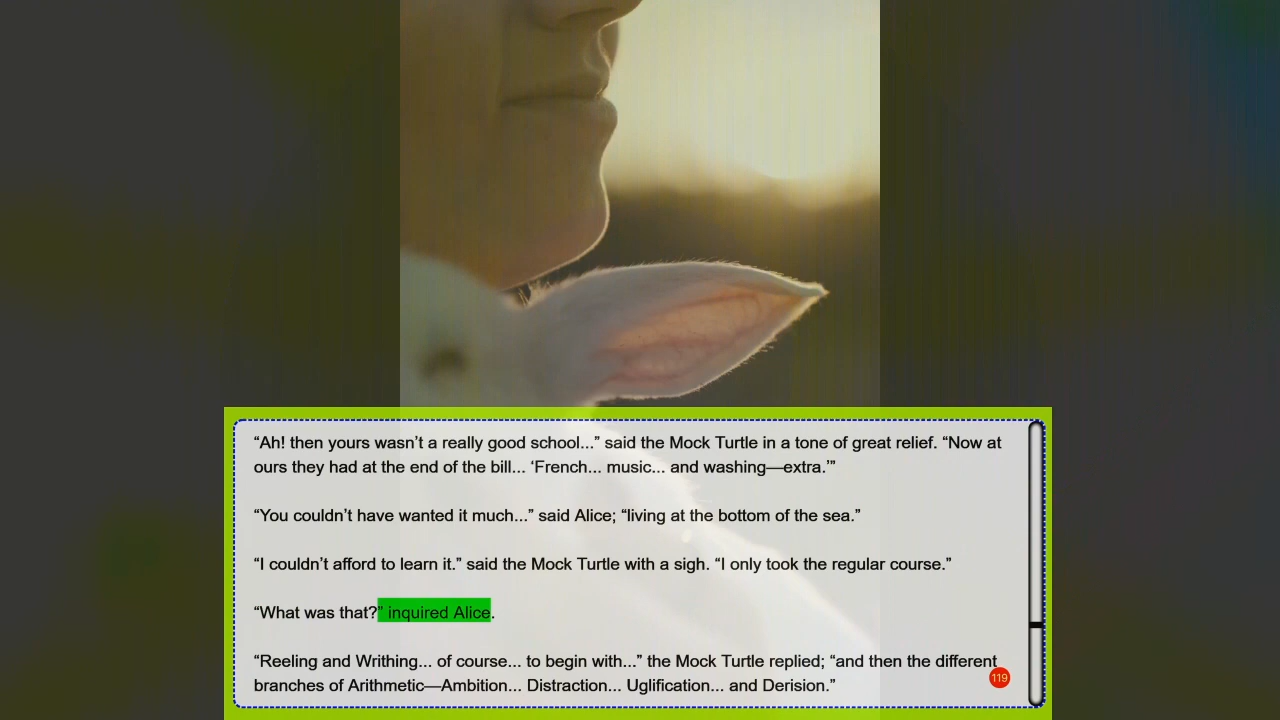 “Ah! then yours wasn’t a really good school...” said the Mock Turtle in a tone of great relief. “Now at
ours they had at the end of the bill... ‘French... music... and washing—extra.’”
“You couldn’t have wanted it much...” said Alice; “living at the bottom of the sea.”
“I couldn’t afford to learn it.” said the Mock Turtle with a sigh. “I only took the regular course.”
“What was that?” inquired Alice.
“Reeling and Writhing... of course... to begin with...” the Mock Turtle replied; “and then the different
branches of Arithmetic—Ambition... Distraction... Uglification... and Derision.”
119